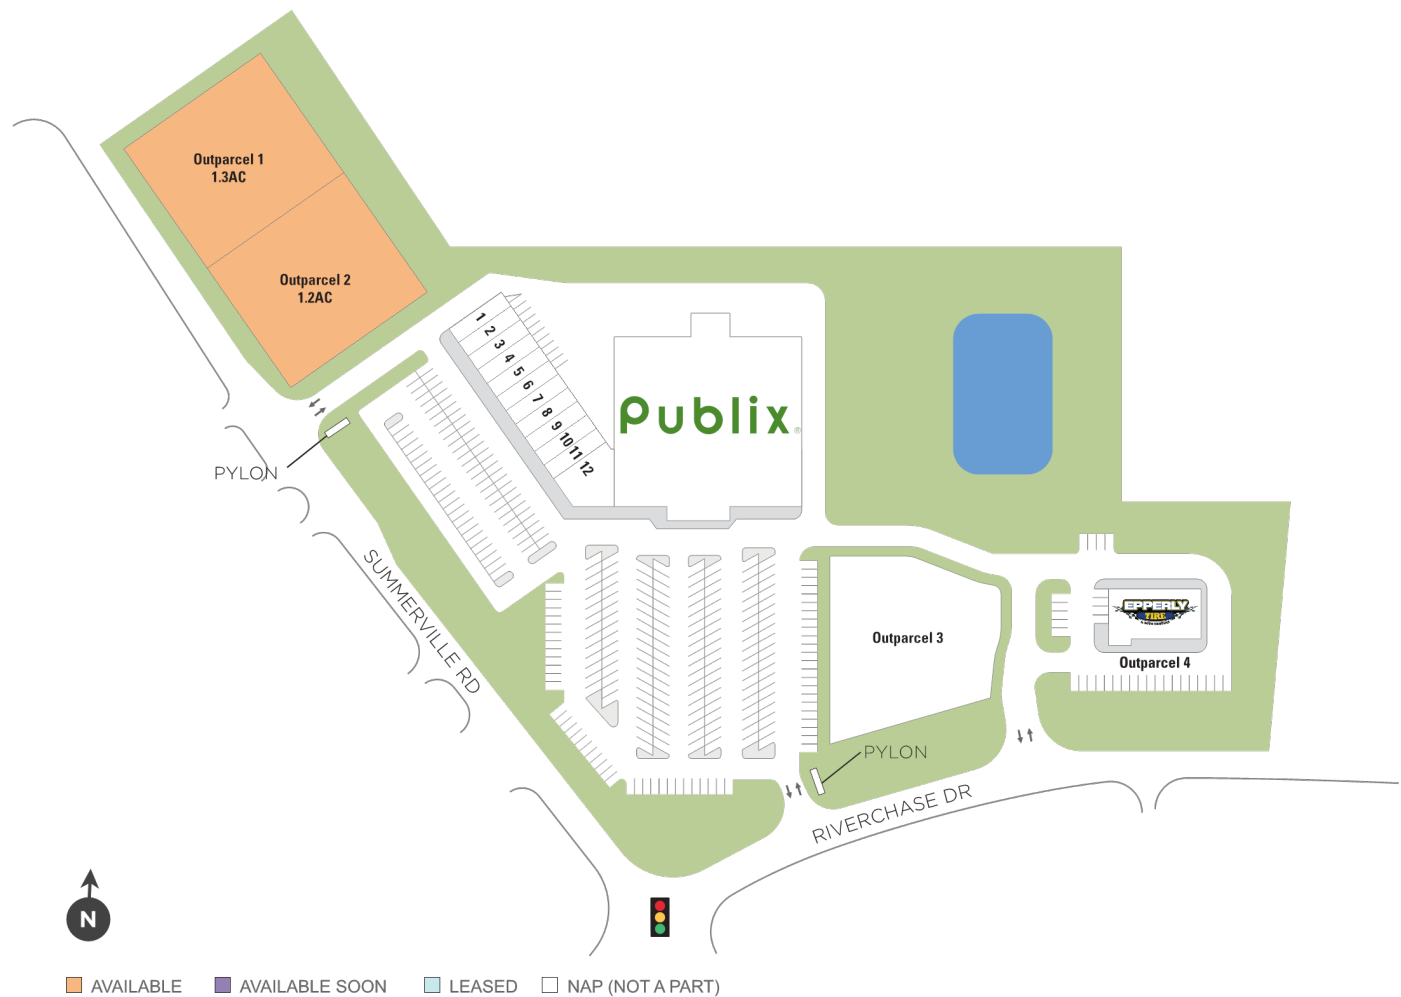 Outparcel 1
1.3AC
Outparcel 2
1.2AC
1
2
3
4
5
6
7
8
9
10
11
12
Publix®
PYLON
SUMMERVILLE RD
Outparcel 3
EPPERLY
TIRE
Outparcel 4
PYLON
RIVERCHASE DR
N
AVAILABLE
AVAILABLE SOON
LEASED
NAP (NOT A PART)